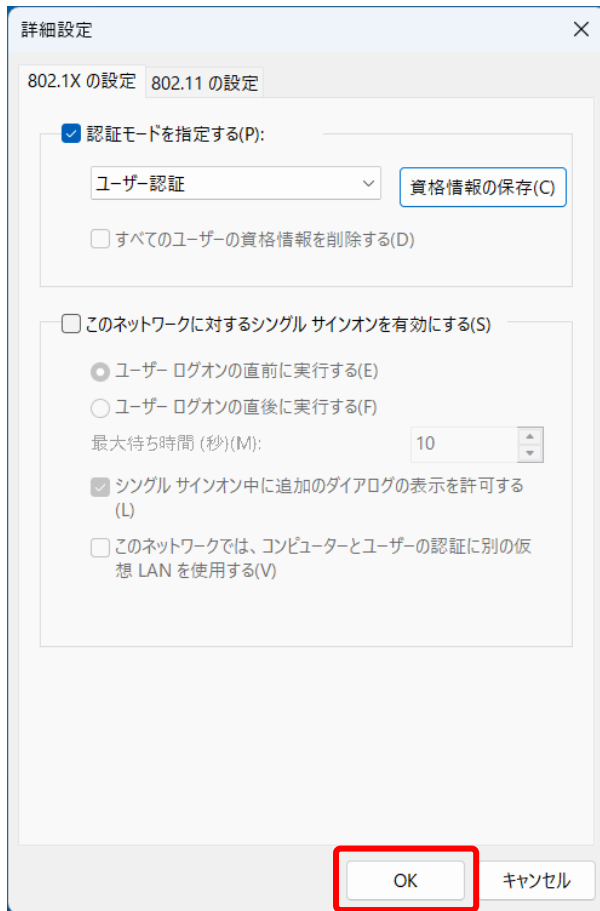 詳細設定
802.1X の設定 802.11 の設定
認証モードを指定する(P):
ユーザー認証
資格情報の保存(C)
すべてのユーザーの資格情報を削除する(D)
このネットワークに対するシングル サインオンを有効にする(S)
ユーザー ログオンの直前に実行する(E)
ユーザー ログオンの直後に実行する(F)
最大待ち時間 (秒)(M):
10
シングル サインオン中に追加のダイアログの表示を許可する
(L)
このネットワークでは、コンピューターとユーザーの認証に別の仮
想 LAN を使用する(V)
OK
キャンセル